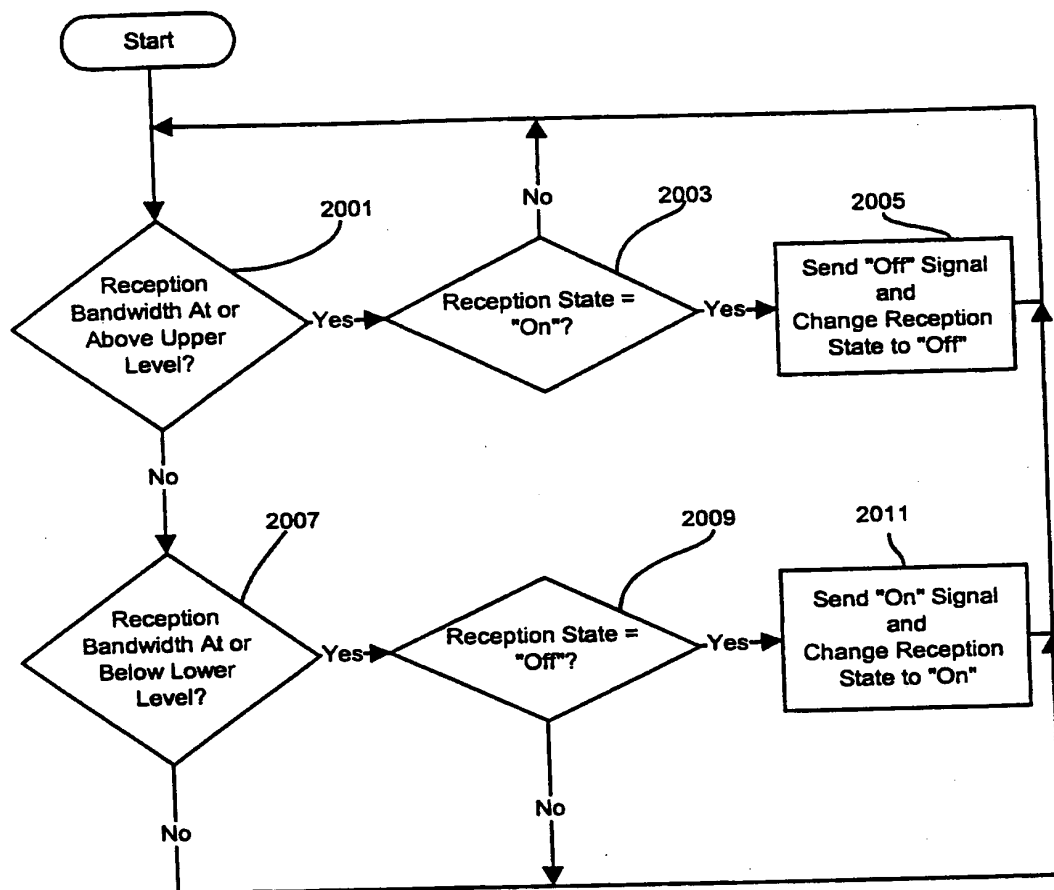 Start
No
2001
2003
2005
Reception
Bandwidth At or
Above Upper
Level?
Yes
Reception State =
"On"?
Yes
Send "Off" Signal
and
Change Reception
State to "Off"
No
2007
2009
2011
Reception
Bandwidth At or
Below Lower
Level?
Yes
Reception State =
"Off"?
Yes
Send "On" Signal
and
Change Reception
State to "On"
No
No